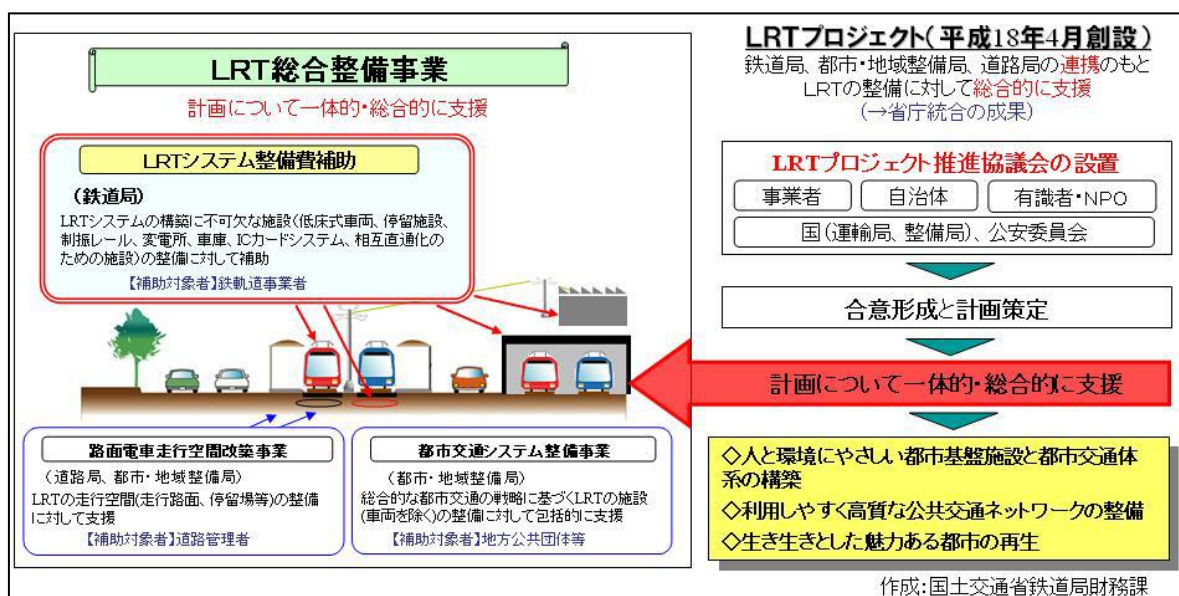 LRT総合整備事業
計画について一体的・総合的に支援
LRTシステム整備費補助
(鉄道局)
LRTシステムの構築に不可欠な施設(低床式車両、停留施設、
制振レール、変電所、車庫、ICカードシステム、相互直通化の
ための施設)の整備に対して補助
【補助対象者】鉄軌道事業者
路面電車走行空間改築事業
(道路局、都市・地域整備局)
LRTの走行空間(走行路面、停留場等)の整備
に対して支援
【補助対象者】道路管理者
都市交通システム整備事業
(都市・地域整備局)
総合的な都市交通の戦略に基づくLRTの施設
(車両を除く)の整備に対して包括的に支援
【補助対象者】地方公共団体等
LRTプロジェクト(平成18年4月創設)
鉄道局、都市・地域整備局、道路局の連携のもと
LRTの整備に対して総合的に支援
(→省庁統合の成果)
LRTプロジェクト推進協議会の設置
事業者
自治体
有識者・NPO
国(運輸局、整備局)、公安委員会
合意形成と計画策定
計画について一体的・総合的に支援
◇人と環境にやさしい都市基盤施設と都市交通体
系の構築
◇利用しやすく高質な公共交通ネットワークの整備
◇生き生きとした魅力ある都市の再生
作成:国土交通省鉄道局財務課